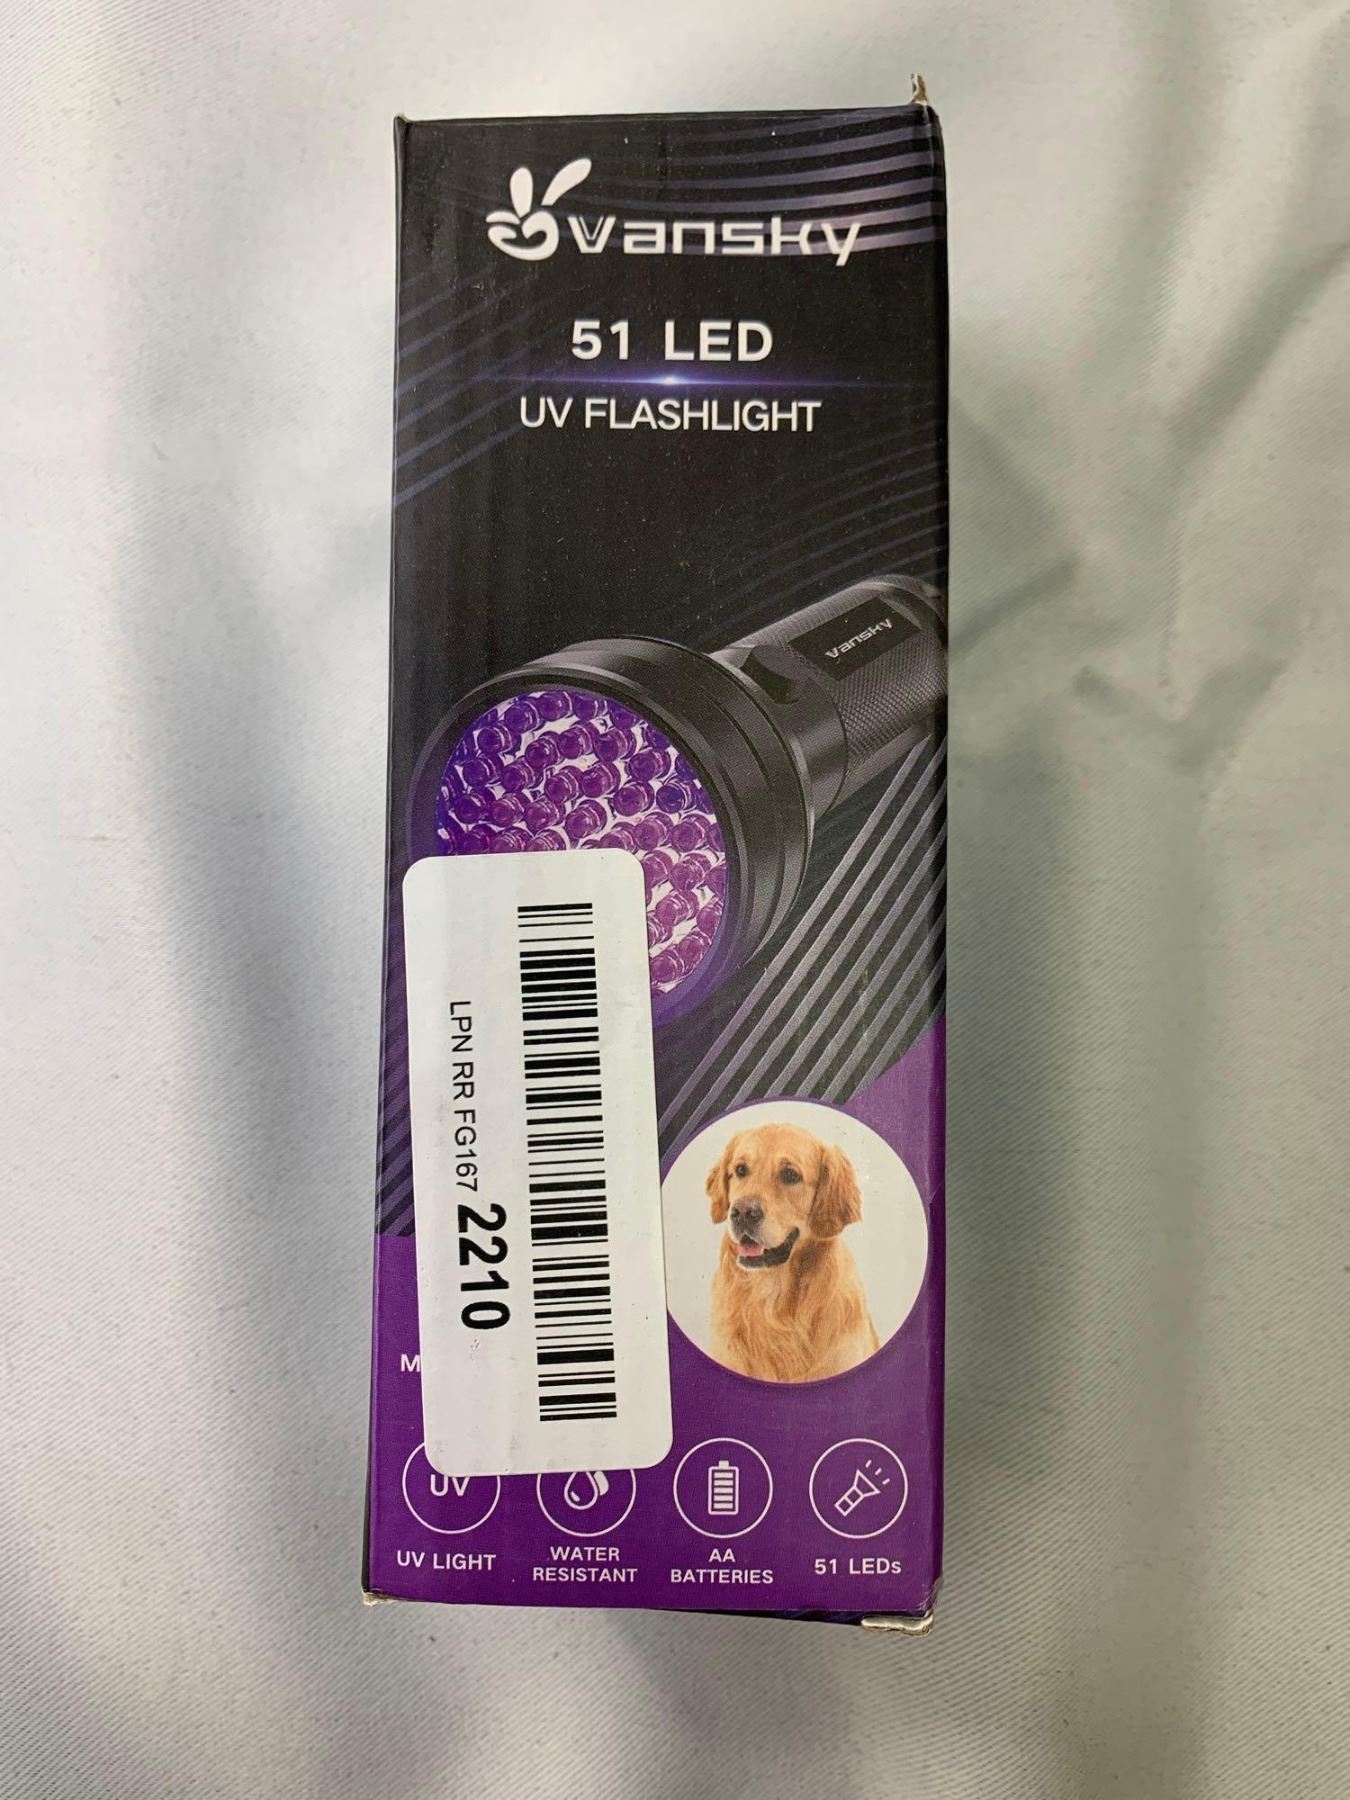 Vansky
51 LED
UV FLASHLIGHT
Vansky
LPN RR FG167 2210
M
UV
UV LIGHT
WATER
RESISTANT
AA
BATTERIES
51 LEDs